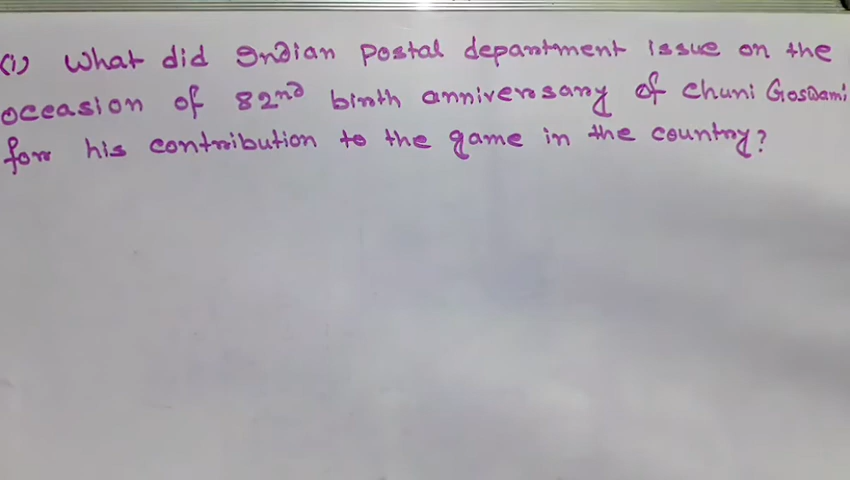 (1) What did Indian postal department issue on the
occasion of 82nd birth anniversary of Chuni Goswami
for his contribution to the game in the country?